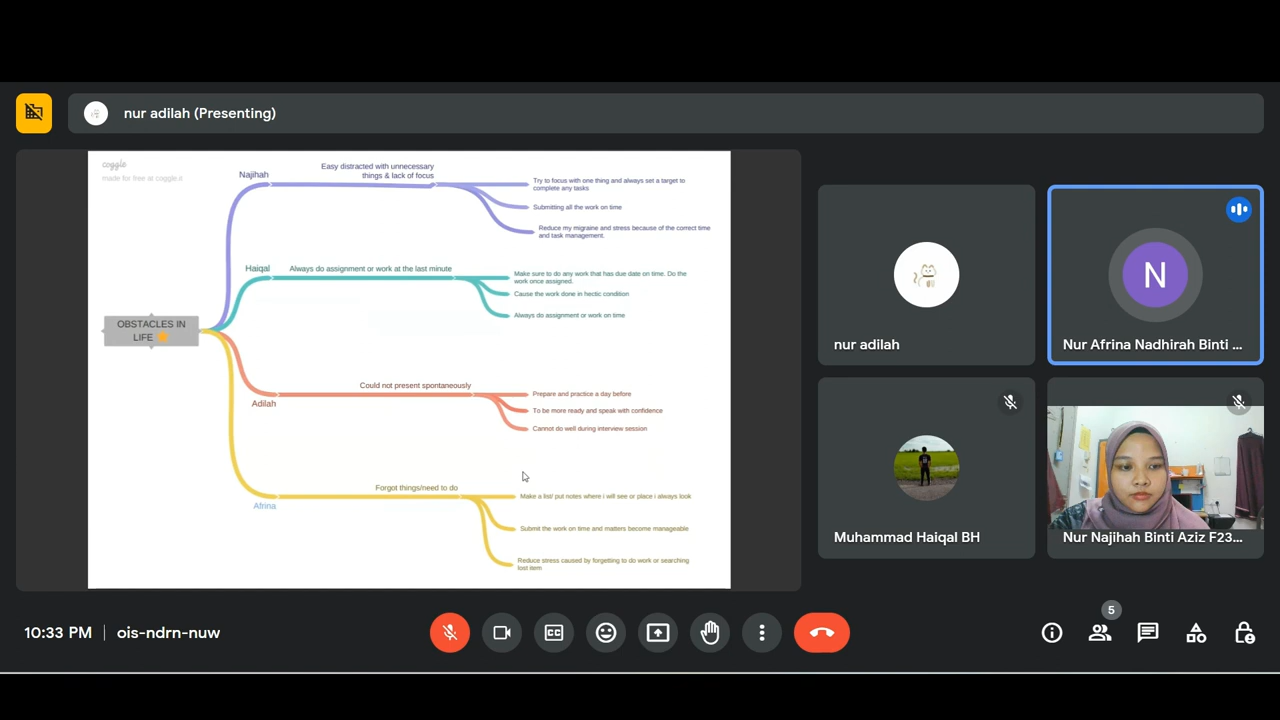 nur adilah (Presenting)
coggle
made for free at coggle.it
Najihah
Easy distracted with unnecessary
things & lack of focus
Try to focus with one thing and always set a target to
complete any tasks
Submitting all the work on time
Reduce my migraine and stress because of the correct time
and task management.
Haiqal
Always do assignment or work at the last minute
Make sure to do any work that has due date on time. Do the
work once assigned.
Cause the work done in hectic condition
Always do assignment or work on time
OBSTACLES IN
LIFE
Adilah
Could not present spontaneously
Prepare and practice a day before
To be more ready and speak with confidence
Cannot do well during interview session
Afrina
Forgot things/need to do
Make a list/ put notes where i will see or place i always look
Submit the work on time and matters become manageable
Reduce stress caused by forgetting to do work or searching
lost item
nur adilah
N
Nur Afrina Nadhirah Binti ...
Muhammad Haiqal BH
Nur Najihah Binti Aziz F23...
10:33 PM | ois-ndrn-nuw
CC
5